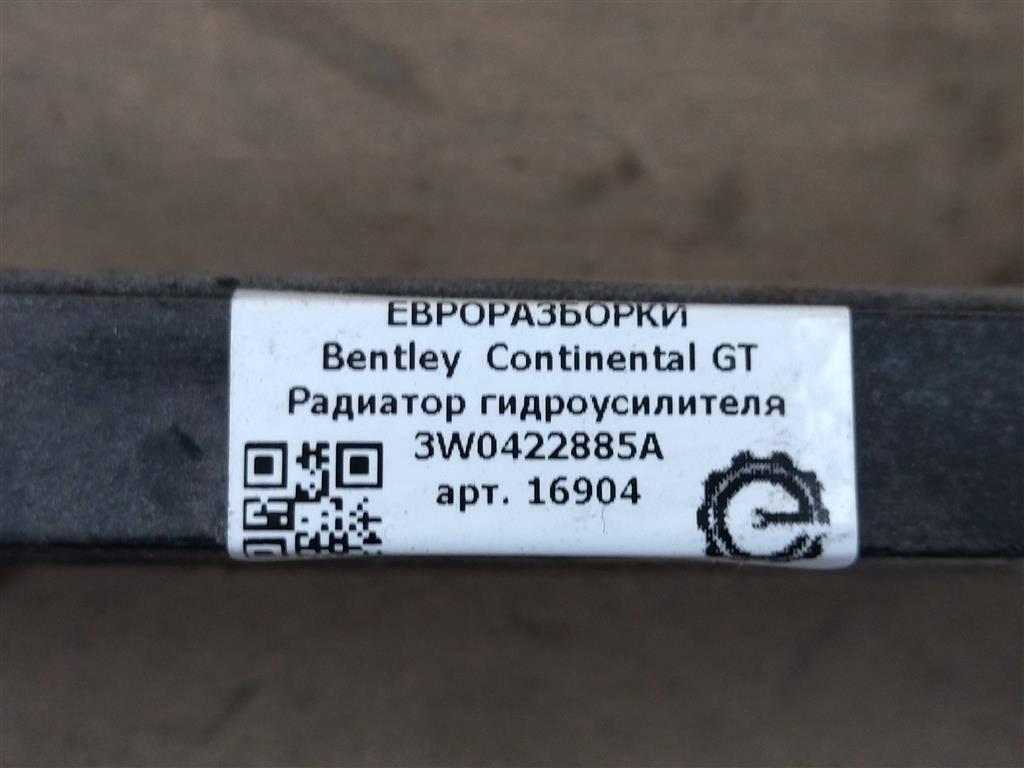 ЕВРОРАЗБОРКИ
Bentley Continental GT
Радиатор гидроусилителя
3W0422885A
арт. 16904